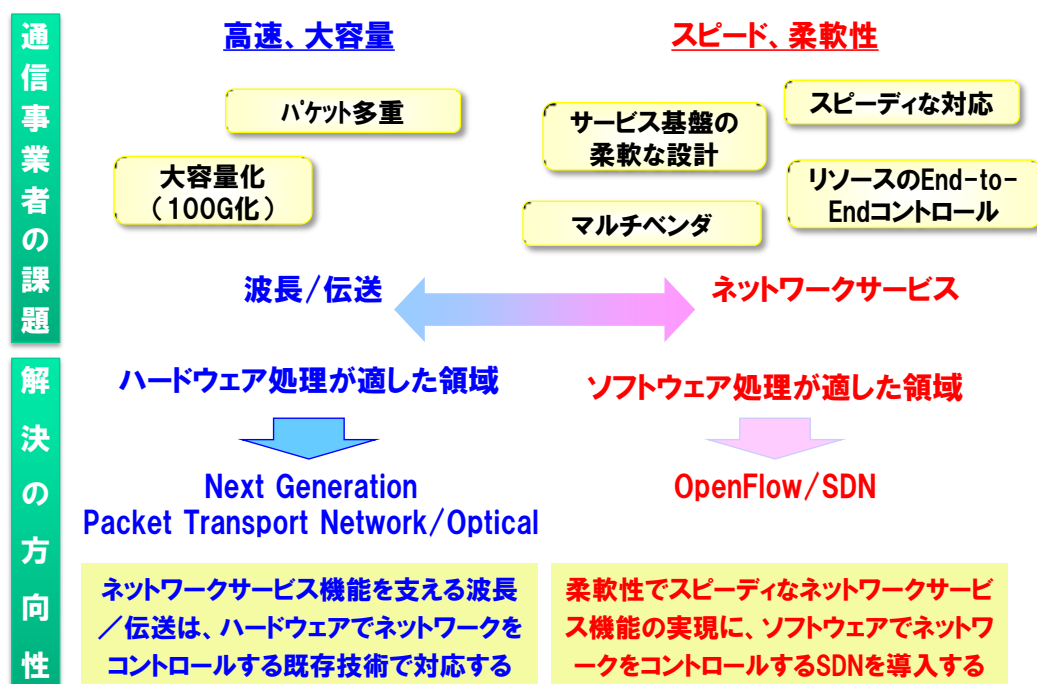 通信事業者の課題
高速、大容量
スピード、柔軟性
パケット多重
大容量化
(100G化)
サービス基盤の
柔軟な設計
スピーディな対応
マルチベンダ
リソースのEnd-to-
Endコントロール
波長/伝送
ネットワークサービス
解決の方向性
ハードウェア処理が適した領域
ソフトウェア処理が適した領域
Next Generation
Packet Transport Network/Optical
OpenFlow/SDN
ネットワークサービス機能を支える波長
/伝送は、ハードウェアでネットワークを
コントロールする既存技術で対応する
柔軟性でスピーディなネットワークサービ
ス機能の実現に、ソフトウェアでネットワ
ークをコントロールするSDNを導入する